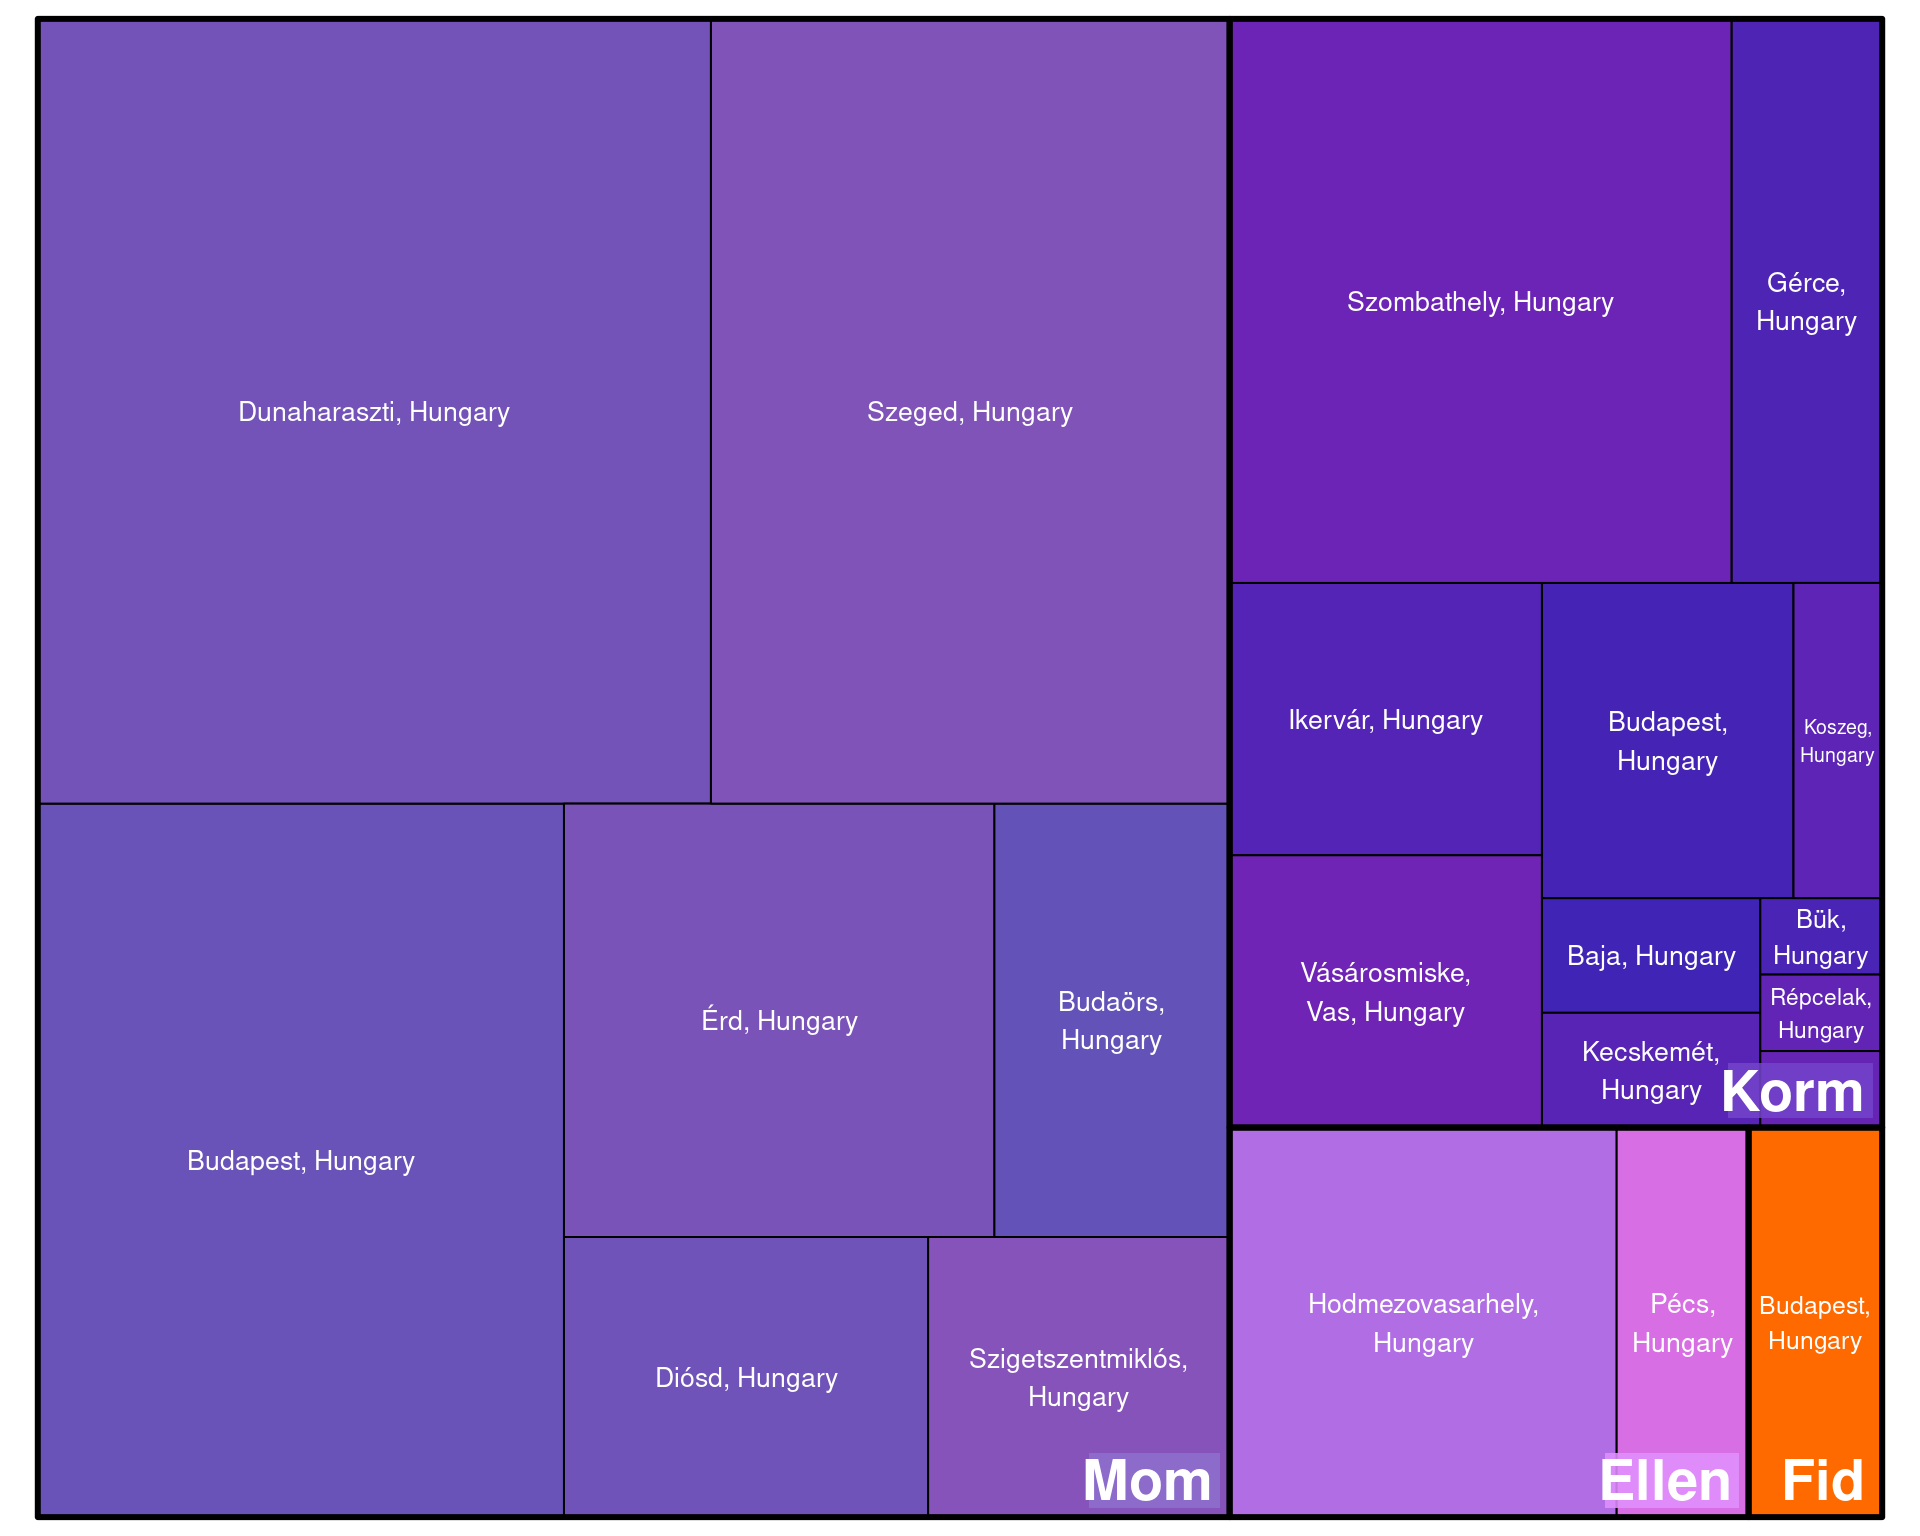 Dunaharaszti, Hungary
Szeged, Hungary
Budapest, Hungary
Érd, Hungary
Budaörs,
Hungary
Diósd, Hungary
Szigetszentmiklós,
Hungary
Mom
Szombathely, Hungary
Gérce,
Hungary
Ikervár, Hungary
Budapest,
Hungary
Koszeg,
Hungary
Vásárosmiske,
Vas, Hungary
Baja, Hungary
Bük,
Hungary
Répcelak,
Hungary
Kecskemét,
Hungary
Korm
Hodmezovasarhely,
Hungary
Pécs,
Hungary
Ellen
Budapest,
Hungary
Fid